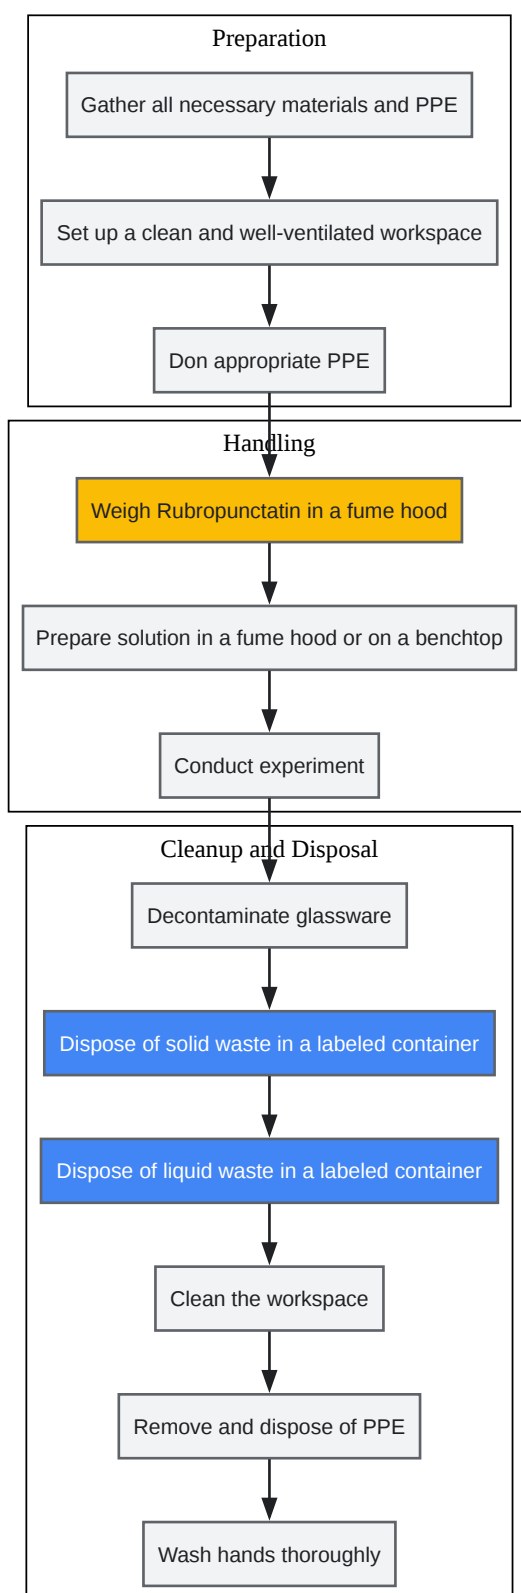 Preparation
Gather all necessary materials and PPE
Set up a clean and well-ventilated workspace
Don appropriate PPE
Handling
Weigh Rubropunctatin in a fume hood
Prepare solution in a fume hood or on a benchtop
Conduct experiment
Cleanup and Disposal
Decontaminate glassware
Dispose of solid waste in a labeled container
Dispose of liquid waste in a labeled container
Clean the workspace
Remove and dispose of PPE
Wash hands thoroughly